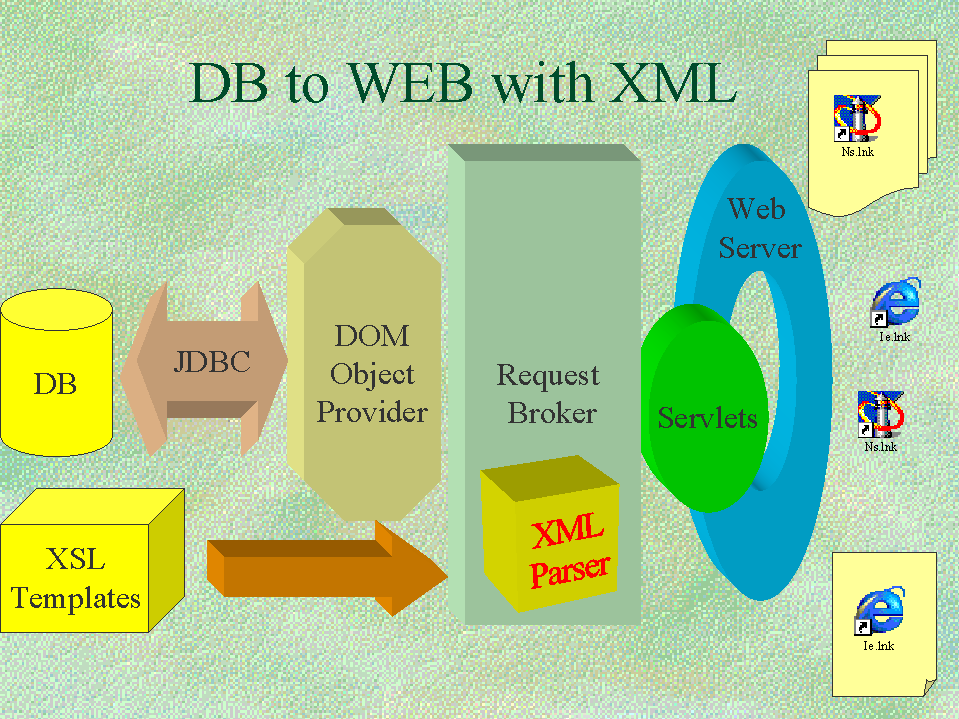 DB to WEB with XML
Ns.lnk
Web
Server
Ie.lnk
DB
JDBC
DOM
Object
Provider
Request
Broker
Servlets
Ns.lnk
XML
Parser
XSL
Templates
Ie.lnk